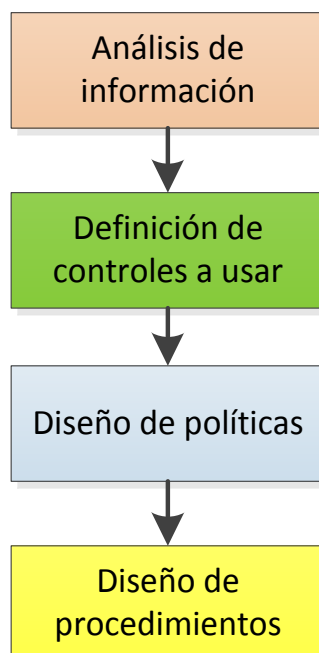 Análisis de
información
Definición de
controles a usar
Diseño de políticas
Diseño de
procedimientos